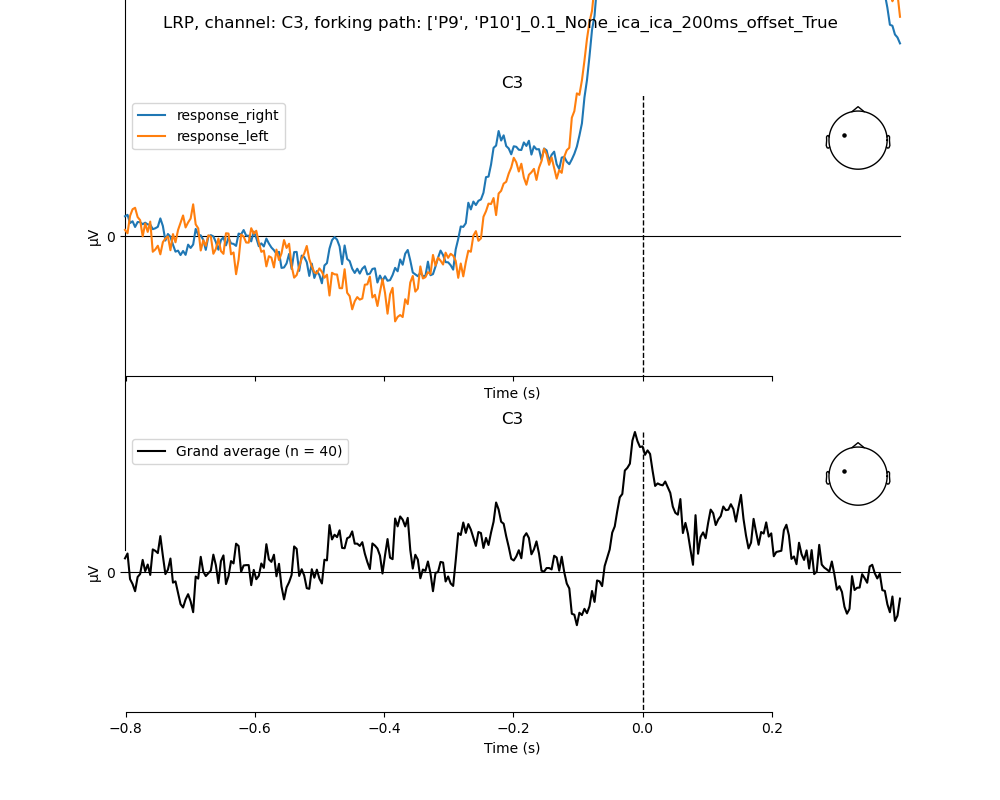 LRP, channel: C3, forking path: ['P9', 'P10']_0.1_None_ica_ica_200ms_offset_True
C3
response_right
response_left
µV 0
Time (s)
C3
Grand average (n = 40)
µV 0
−0.8 −0.6 −0.4 −0.2 0.0 0.2
Time (s)